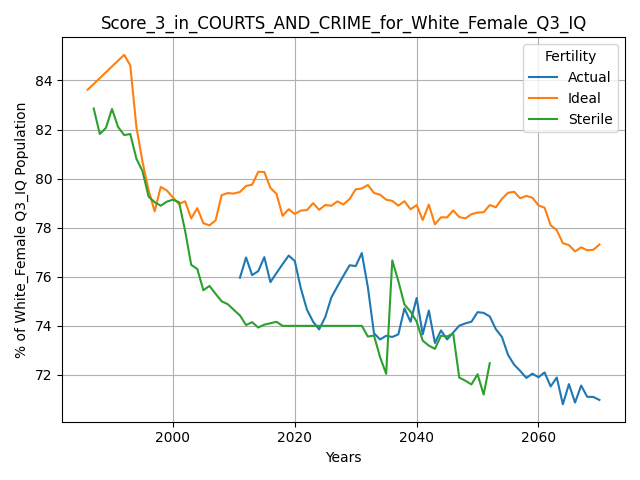 Score_3_in_COURTS_AND_CRIME_for_White_Female_Q3_IQ
Fertility
Actual
Ideal
Sterile
% of White_Female Q3_IQ Population
84
82
80
78
76
74
72
2000
2020
2040
2060
Years